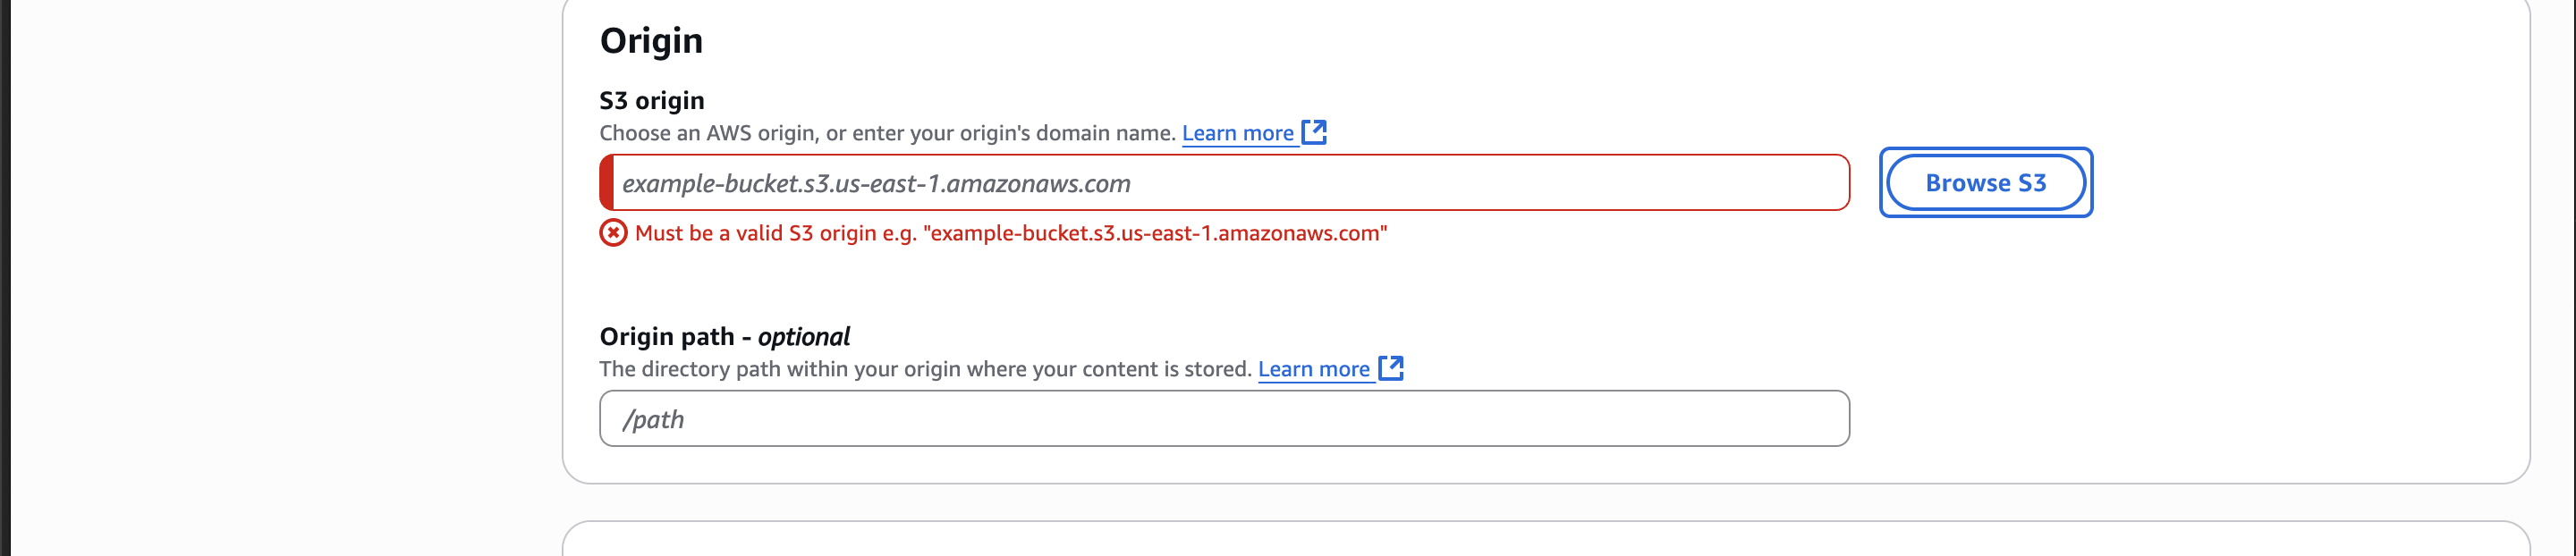 Origin
S3 origin
Choose an AWS origin, or enter your origin's domain name. Learn more
example-bucket.s3.us-east-1.amazonaws.com
Browse S3
Must be a valid S3 origin e.g. "example-bucket.s3.us-east-1.amazonaws.com"
Origin path - optional
The directory path within your origin where your content is stored. Learn more
/path